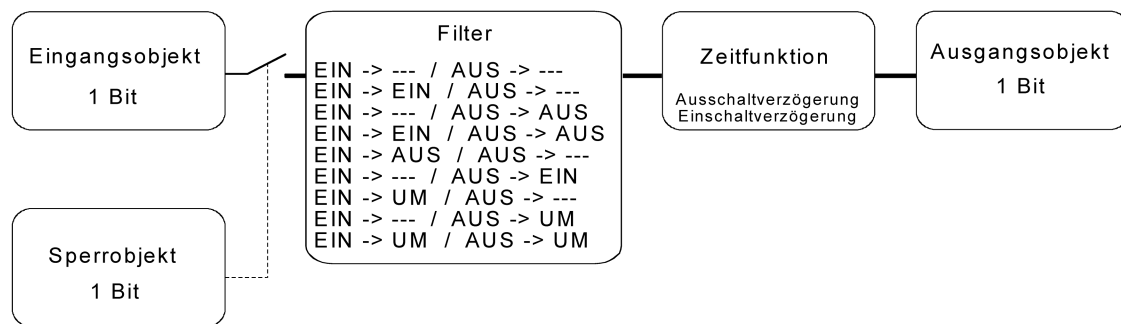 Eingangsobjekt
1 Bit
Sperrobjekt
1 Bit
Filter
EIN -> --- / AUS -> ---
EIN -> EIN / AUS -> ---
EIN -> --- / AUS -> AUS
EIN -> EIN / AUS -> AUS
EIN -> AUS / AUS -> ---
EIN -> --- / AUS -> EIN
EIN -> UM / AUS -> ---
EIN -> --- / AUS -> UM
EIN -> UM / AUS -> UM
Zeitfunktion
Ausschaltverzögerung
Einschaltverzögerung
Ausgangsobjekt
1 Bit